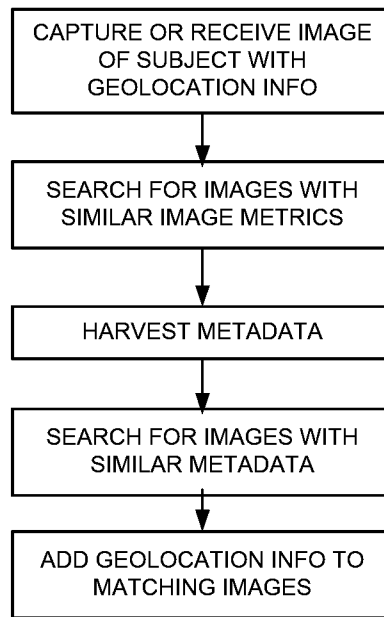 CAPTURE OR RECEIVE IMAGE
OF SUBJECT WITH
GEOLOCATION INFO
SEARCH FOR IMAGES WITH
SIMILAR IMAGE METRICS
HARVEST METADATA
SEARCH FOR IMAGES WITH
SIMILAR METADATA
ADD GEOLOCATION INFO TO
MATCHING IMAGES